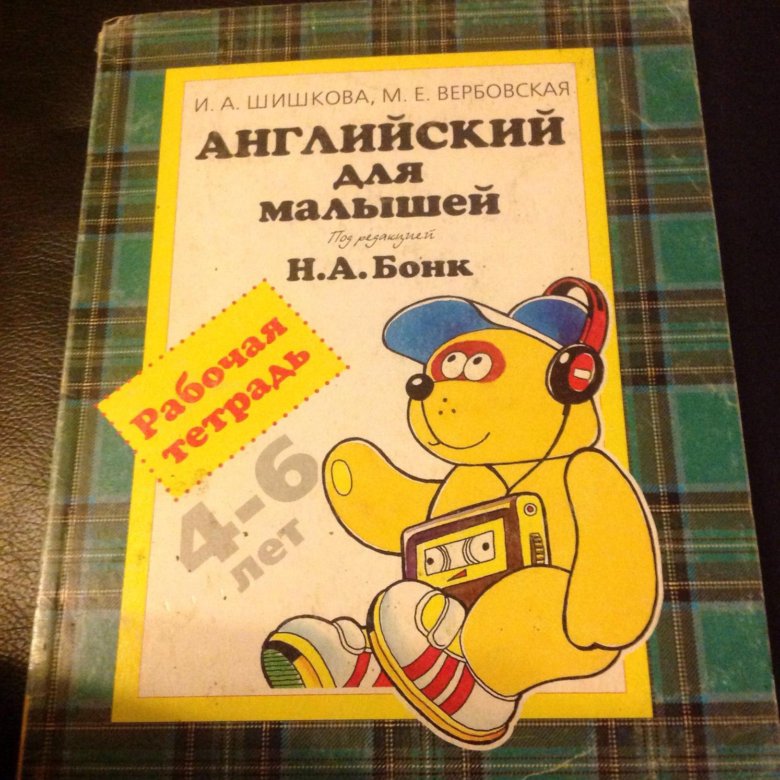 И. А. ШИШКОВА, М. Е. ВЕРБОВСКАЯ
АНГЛИЙСКИЙ
ДЛЯ
МАЛЫШЕЙ
Под редакцией
Н.А. Бонк
Рабочая
тетрадь
4-6
лет